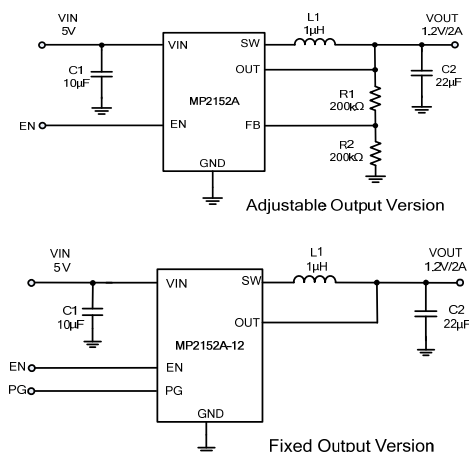 VIN
5V
L1
1µH
VOUT
1.2V/2A
VIN
SW
C1
10µF
OUT
C2
22µF
MP2152A
R1
200kΩ
EN
EN
FB
R2
200kΩ
GND
Adjustable Output Version
VIN
5V
L1
1µH
VOUT
1.2V/2A
VIN
SW
C1
10µF
OUT
C2
22µF
MP2152A-12
EN
EN
PG
PG
GND
Fixed Output Version